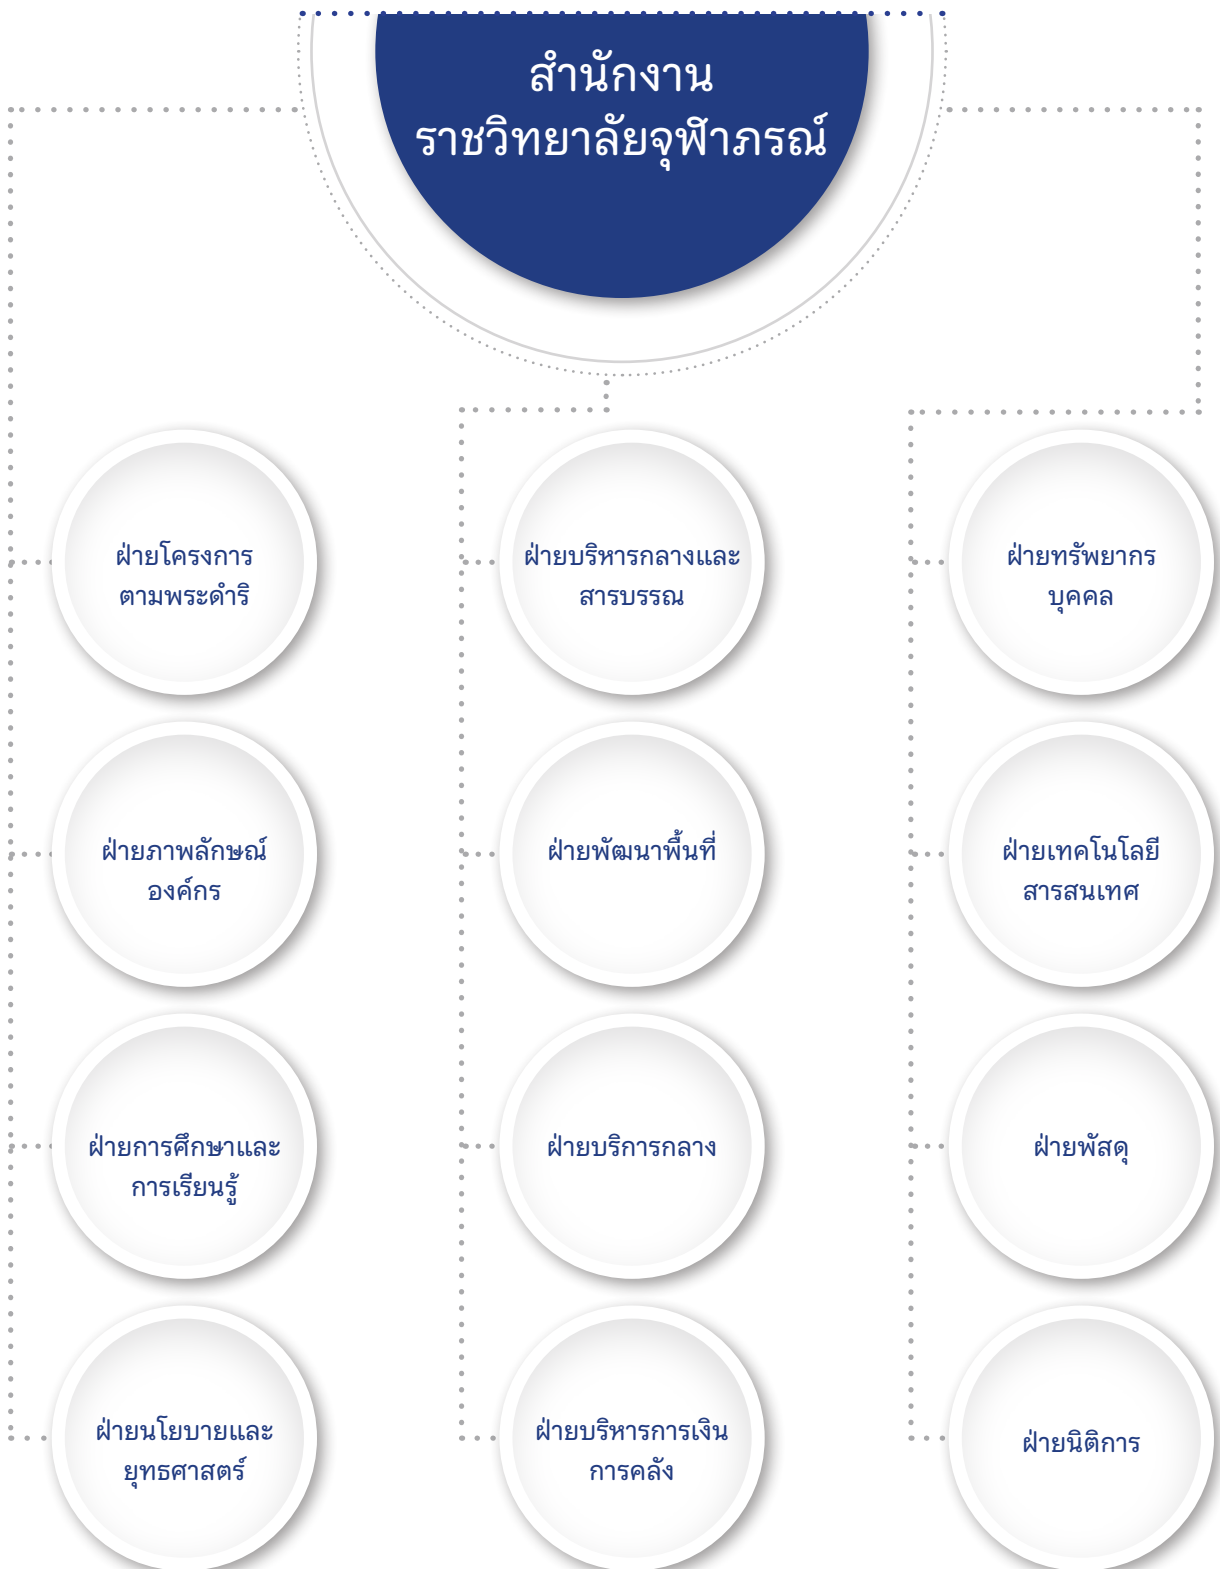 สำนักงาน
ราชวิทยาลัยจุฬาภรณ์
ฝ่ายโครงการ
ตามพระดำริ
ฝ่ายบริหารกลางและ
สารบรรณ
ฝ่ายทรัพยากร
บุคคล
ฝ่ายภาพลักษณ์
องค์กร
ฝ่ายพัฒนาพื้นที่
ฝ่ายเทคโนโลยี
สารสนเทศ
ฝ่ายการศึกษาและ
การเรียนรู้
ฝ่ายบริการกลาง
ฝ่ายพัสดุ
ฝ่ายนโยบายและ
ยุทธศาสตร์
ฝ่ายบริหารการเงิน
การคลัง
ฝ่ายนิติการ